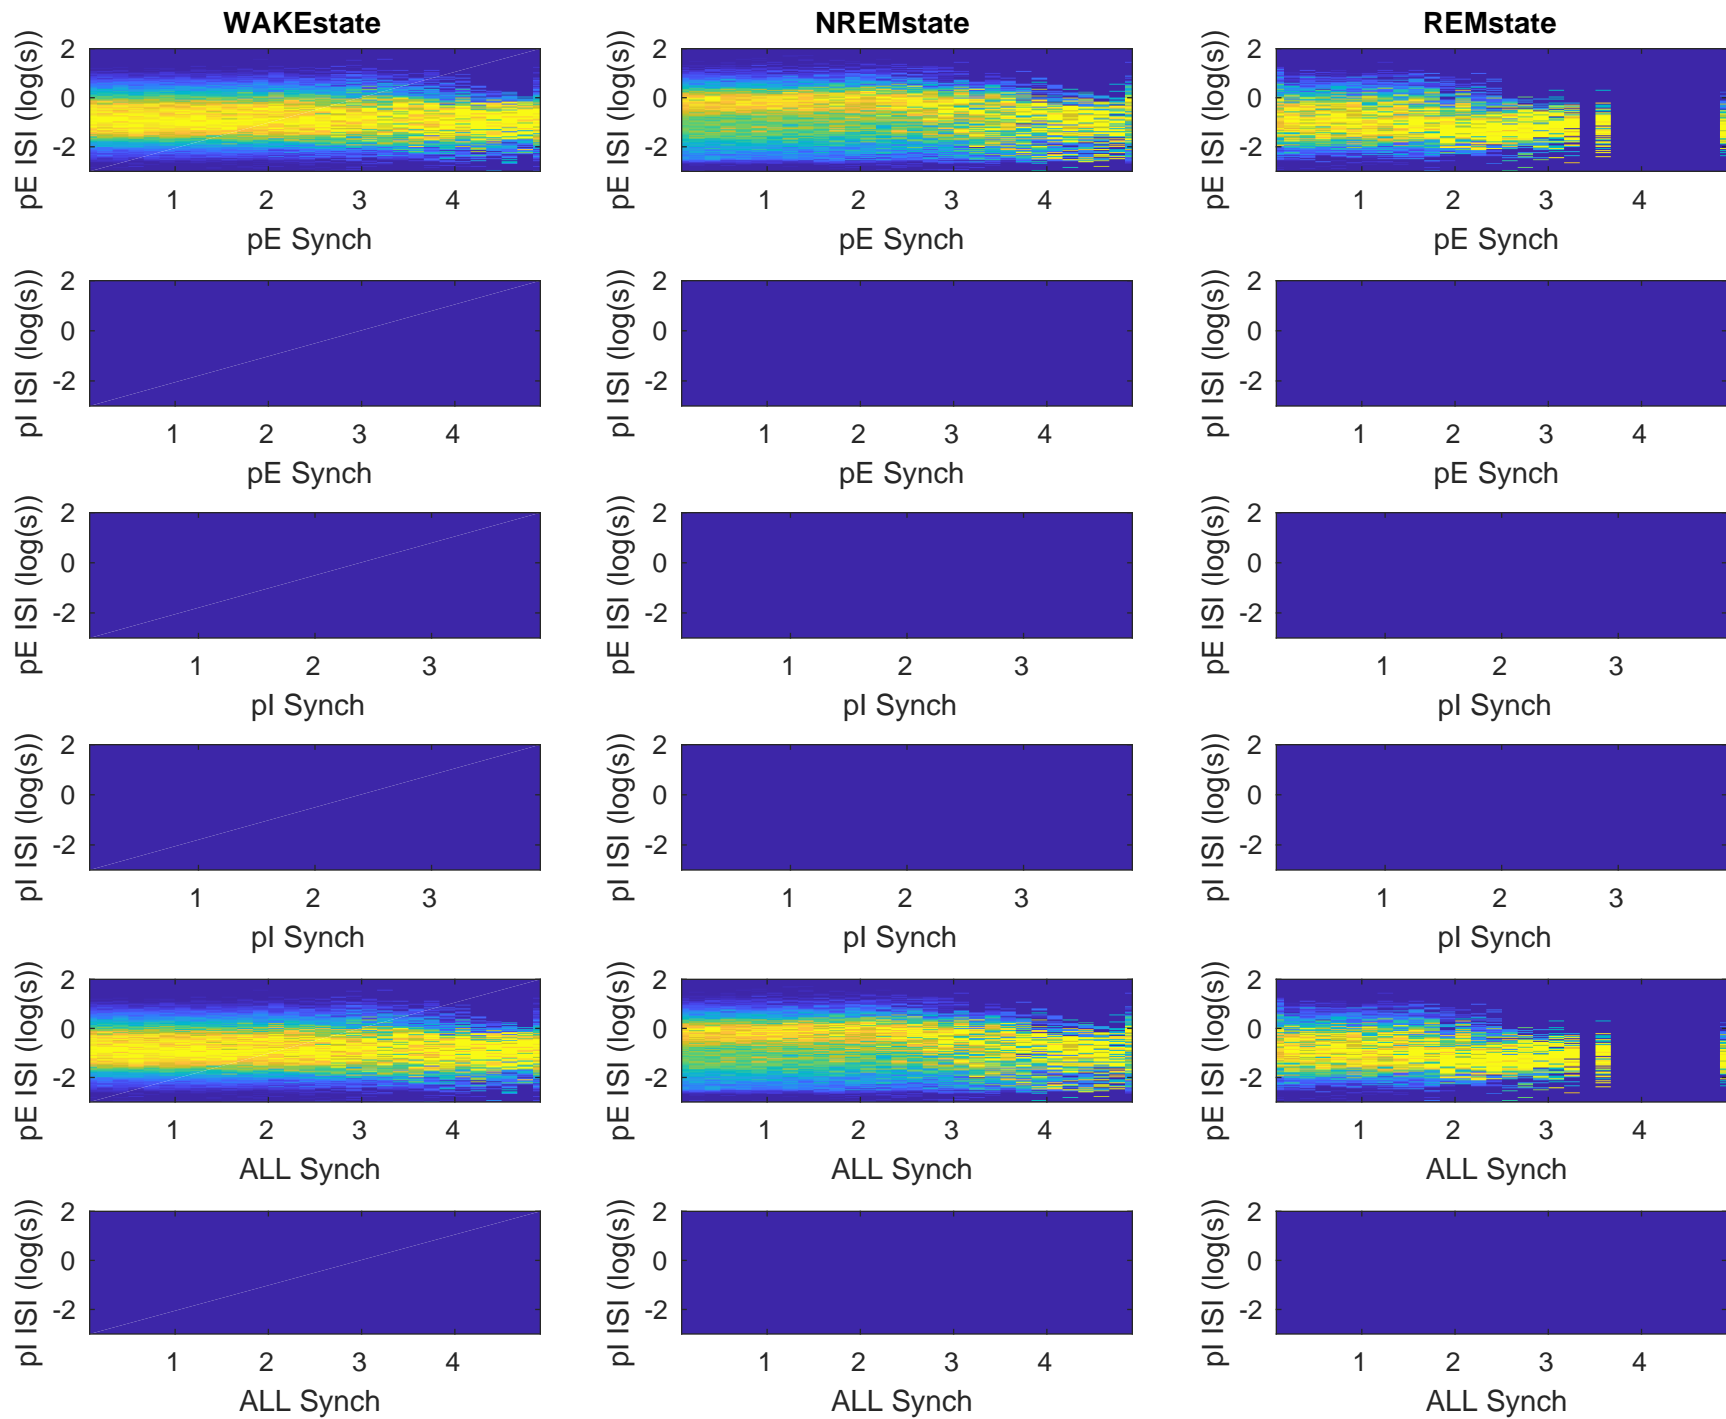 WAKEstate NREMstate REMstate
pE ISI (log(s)) 2 0 -2 pE ISI (log(s)) 2 0 -2 pE ISI (log(s)) 2 0 -2
1 2 3 4 1 2 3 4 1 2 3 4
pE Synch pE Synch pE Synch
pI ISI (log(s)) 2 0 -2 pI ISI (log(s)) 2 0 -2 pI ISI (log(s)) 2 0 -2
1 2 3 4 1 2 3 4 1 2 3 4
pE Synch pE Synch pE Synch
pE ISI (log(s)) 2 0 -2 pE ISI (log(s)) 2 0 -2 pE ISI (log(s)) 2 0 -2
1 2 3 1 2 3 1 2 3
pI Synch pI Synch pI Synch
pI ISI (log(s)) 2 0 -2 pI ISI (log(s)) 2 0 -2 pI ISI (log(s)) 2 0 -2
1 2 3 1 2 3 1 2 3
pI Synch pI Synch pI Synch
pE ISI (log(s)) 2 0 -2 pE ISI (log(s)) 2 0 -2 pE ISI (log(s)) 2 0 -2
1 2 3 4 1 2 3 4 1 2 3 4
ALL Synch ALL Synch ALL Synch
pI ISI (log(s)) 2 0 -2 pI ISI (log(s)) 2 0 -2 pI ISI (log(s)) 2 0 -2
1 2 3 4 1 2 3 4 1 2 3 4
ALL Synch ALL Synch ALL Synch